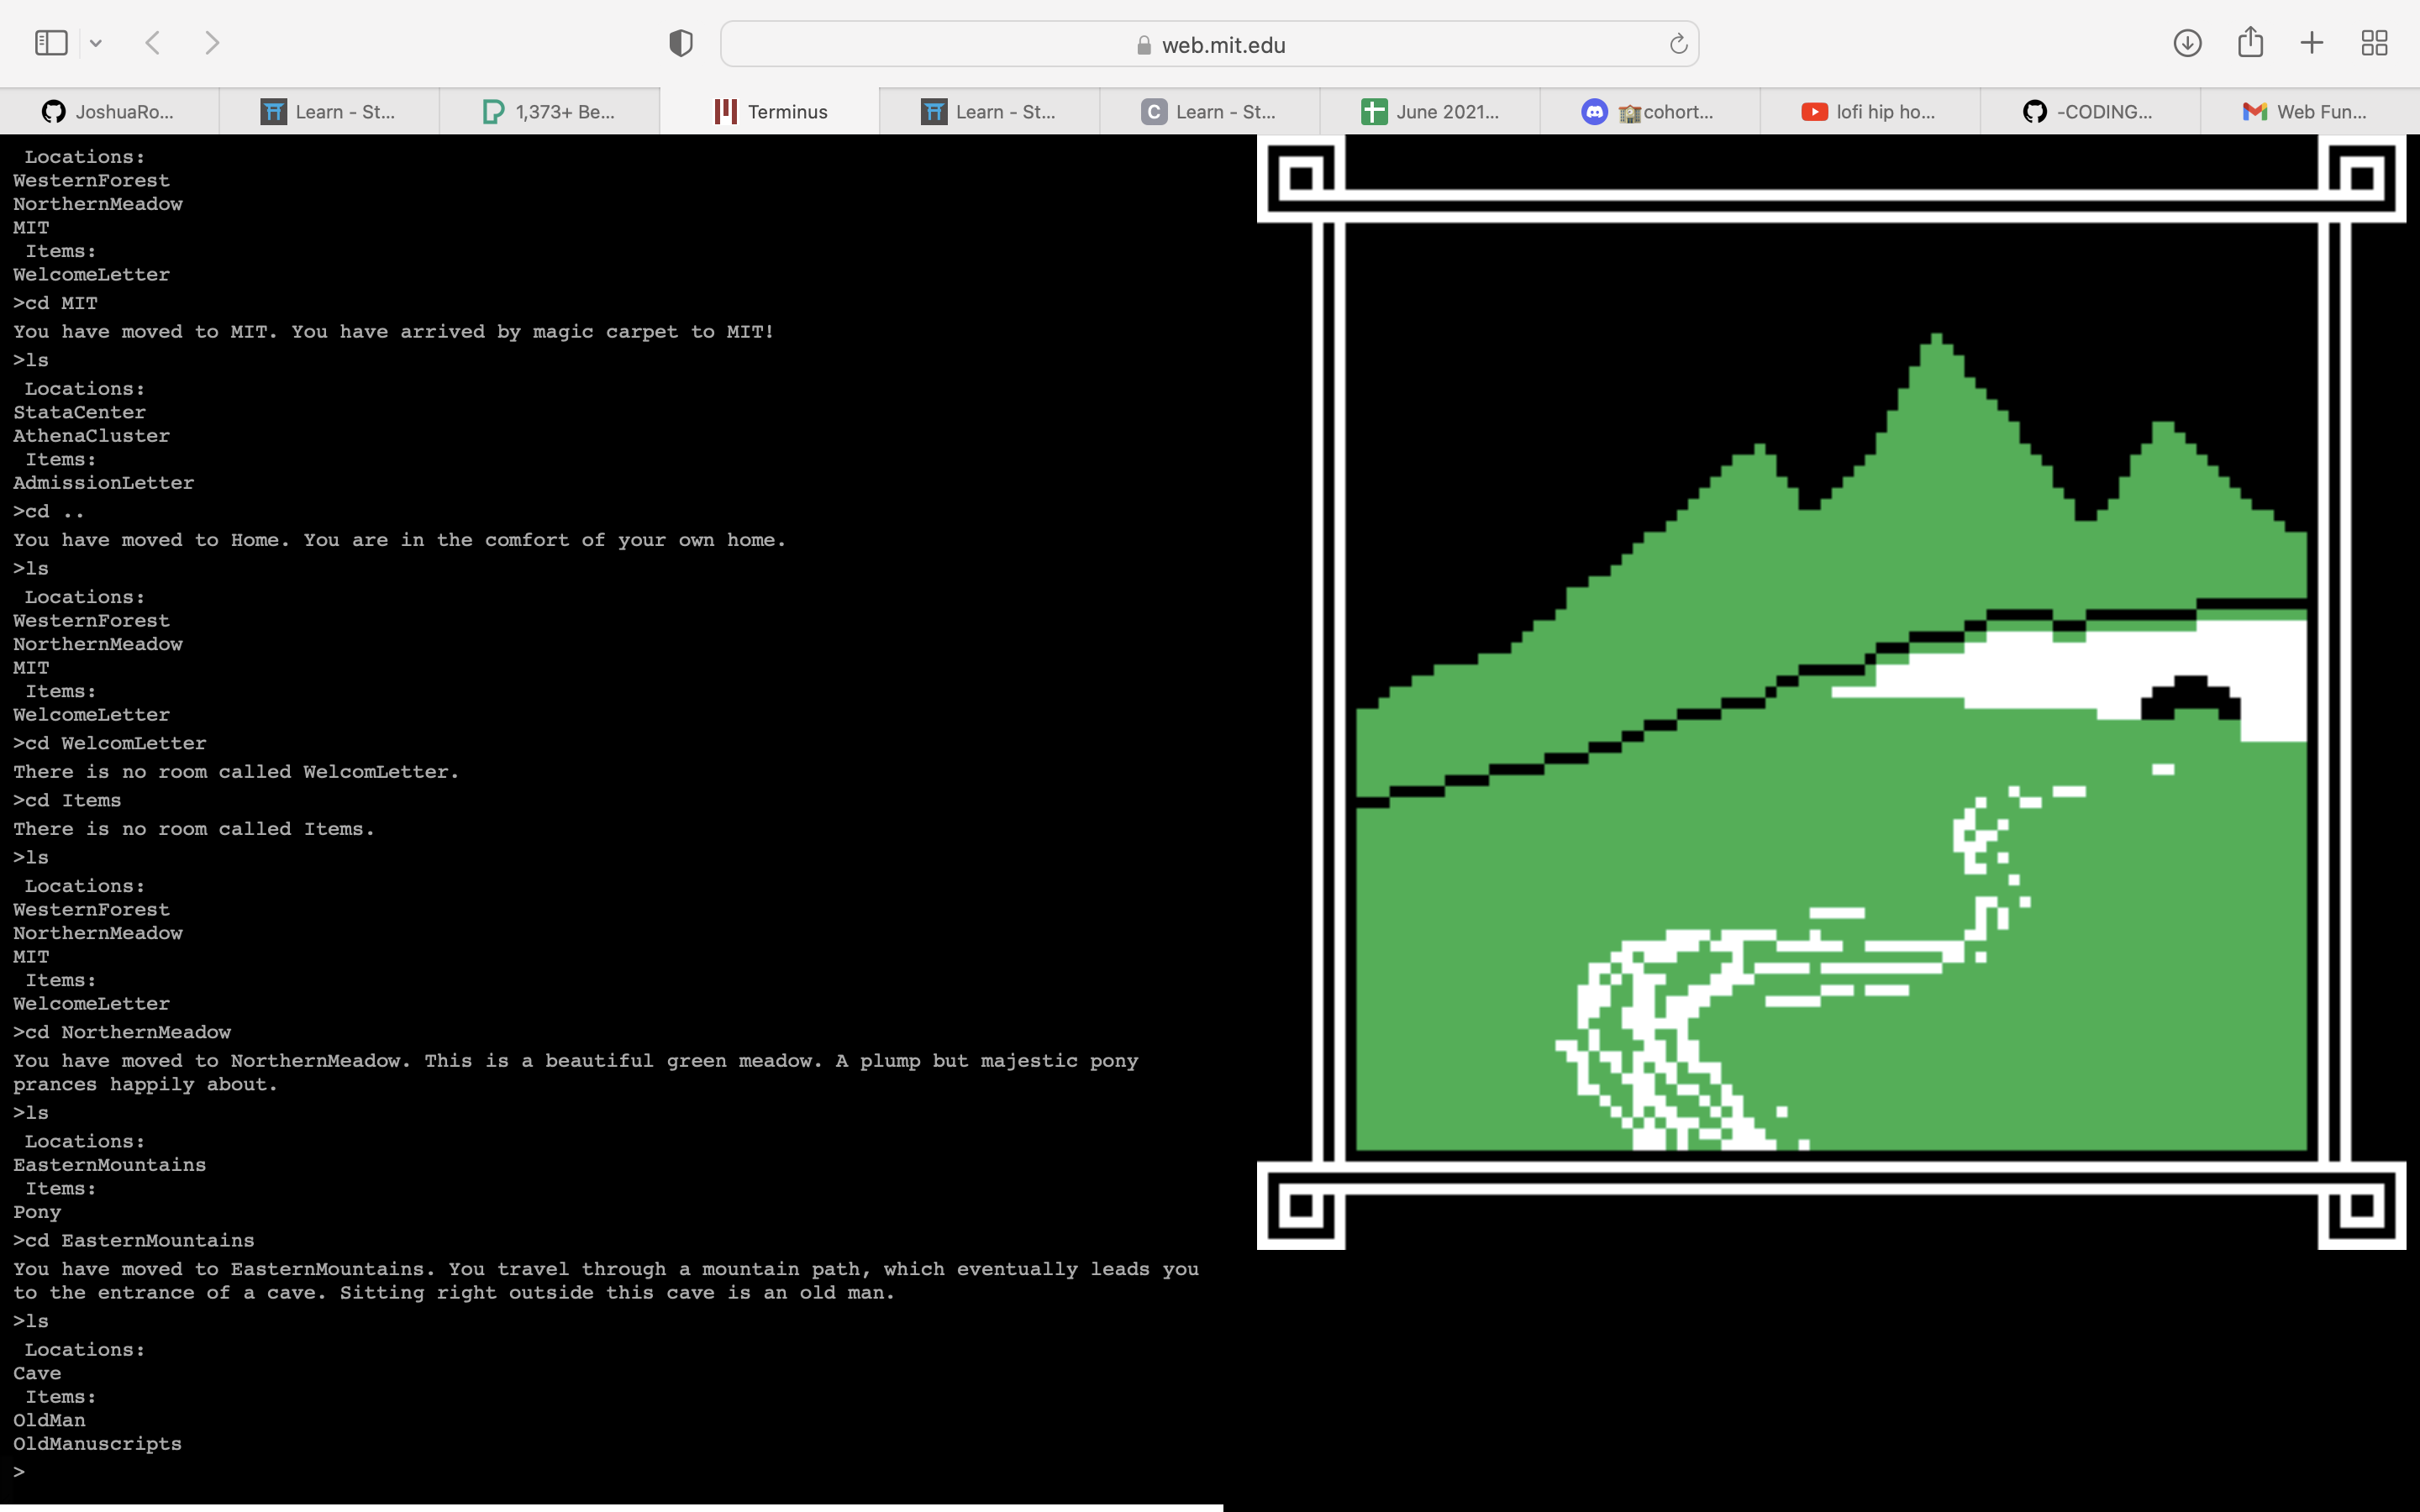 web.mit.edu
JoshuaRo...
Learn - St...
1,373+ Be...
Terminus
Learn - St...
C Learn - St...
June 2021...
cohort...
lofi hip ho...
-CODING...
Web Fun...
Locations:
WesternForest
NorthernMeadow
MIT
Items:
WelcomeLetter
>cd MIT
You have moved to MIT. You have arrived by magic carpet to MIT!
>ls
Locations:
StataCenter
AthenaCluster
Items:
AdmissionLetter
>cd ..
You have moved to Home. You are in the comfort of your own home.
>ls
Locations:
WesternForest
NorthernMeadow
MIT
Items:
WelcomeLetter
>cd WelcomLetter
There is no room called WelcomLetter.
>cd Items
There is no room called Items.
>ls
Locations:
WesternForest
NorthernMeadow
MIT
Items:
WelcomeLetter
>cd NorthernMeadow
You have moved to NorthernMeadow. This is a beautiful green meadow. A plump but majestic pony
prances happily about.
>ls
Locations:
EasternMountains
Items:
Pony
>cd EasternMountains
You have moved to EasternMountains. You travel through a mountain path, which eventually leads you
to the entrance of a cave. Sitting right outside this cave is an old man.
>ls
Locations:
Cave
Items:
OldMan
OldManuscripts
>